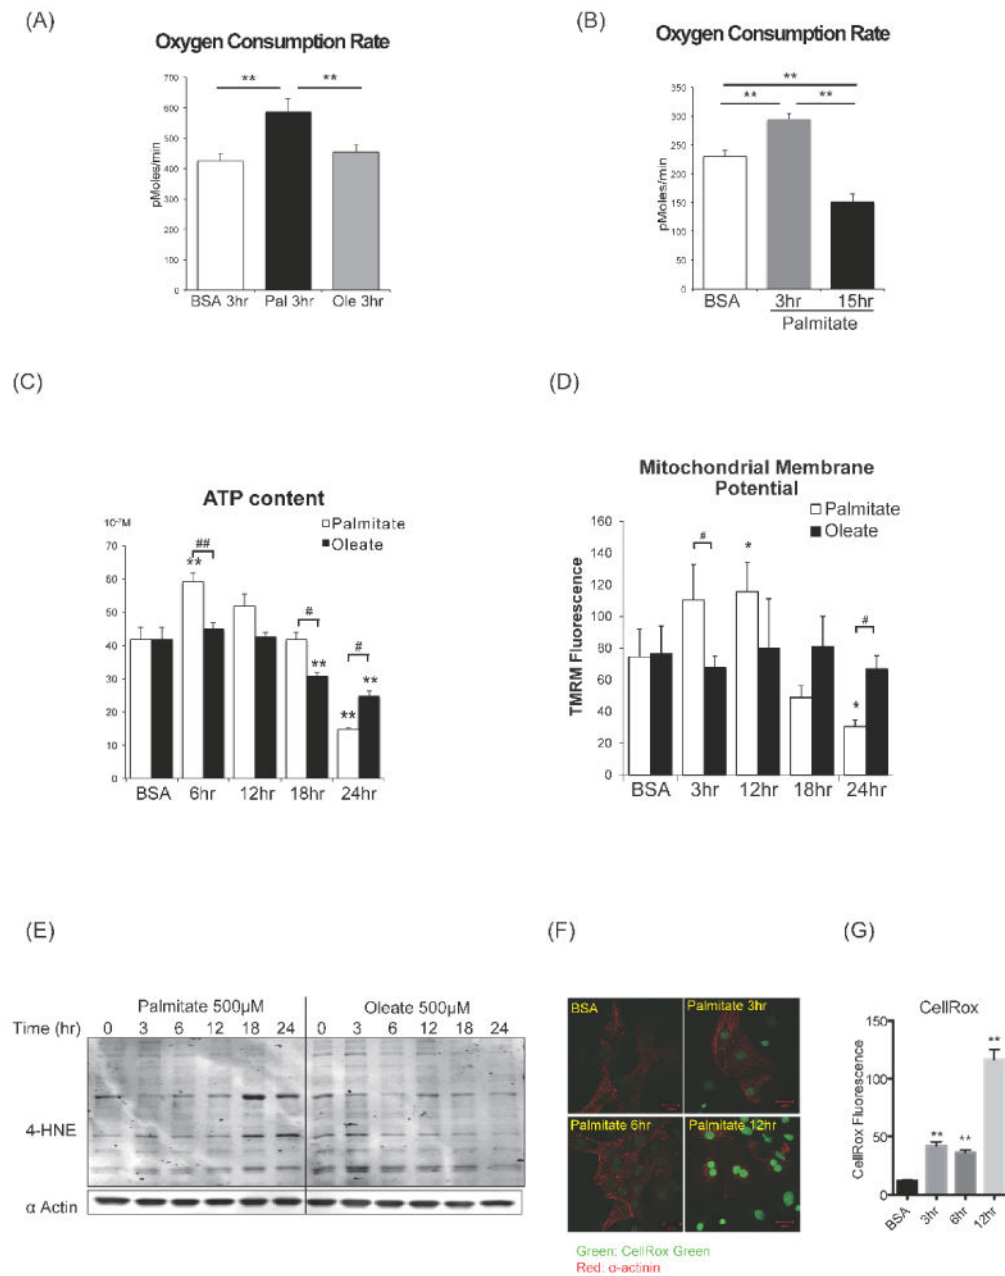 (A)
Oxygen Consumption Rate
700
600
500
400
300
200
100
0
pMoles/min
** **
BSA 3hr Pal 3hr Ole 3hr
(B)
Oxygen Consumption Rate
350
300
250
200
150
100
50
0
pMoles/min
**
** **
BSA 3hr 15hr
Palmitate
(C)
ATP content
10⁻⁷M
70
60
50
40
30
20
10
0
Palmitate
Oleate
##
**
#
**
#
**
**
BSA 6hr 12hr 18hr 24hr
(D)
Mitochondrial Membrane
Potential
Palmitate
Oleate
160
140
120
100
80
60
40
20
0
TMRM Fluorescence
#
*
#
*
BSA 3hr 12hr 18hr 24hr
(E)
Palmitate 500µM Oleate 500µM
Time (hr) 0 3 6 12 18 24 0 3 6 12 18 24
4-HNE
α Actin
(F)
BSA
Palmitate 3hr
Palmitate 6hr
Palmitate 12hr
Green: CellRox Green
Red: α-actinin
(G)
CellRox
150
100
50
0
CellRox Fluorescence
**
**
**
BSA 3hr 6hr 12hr